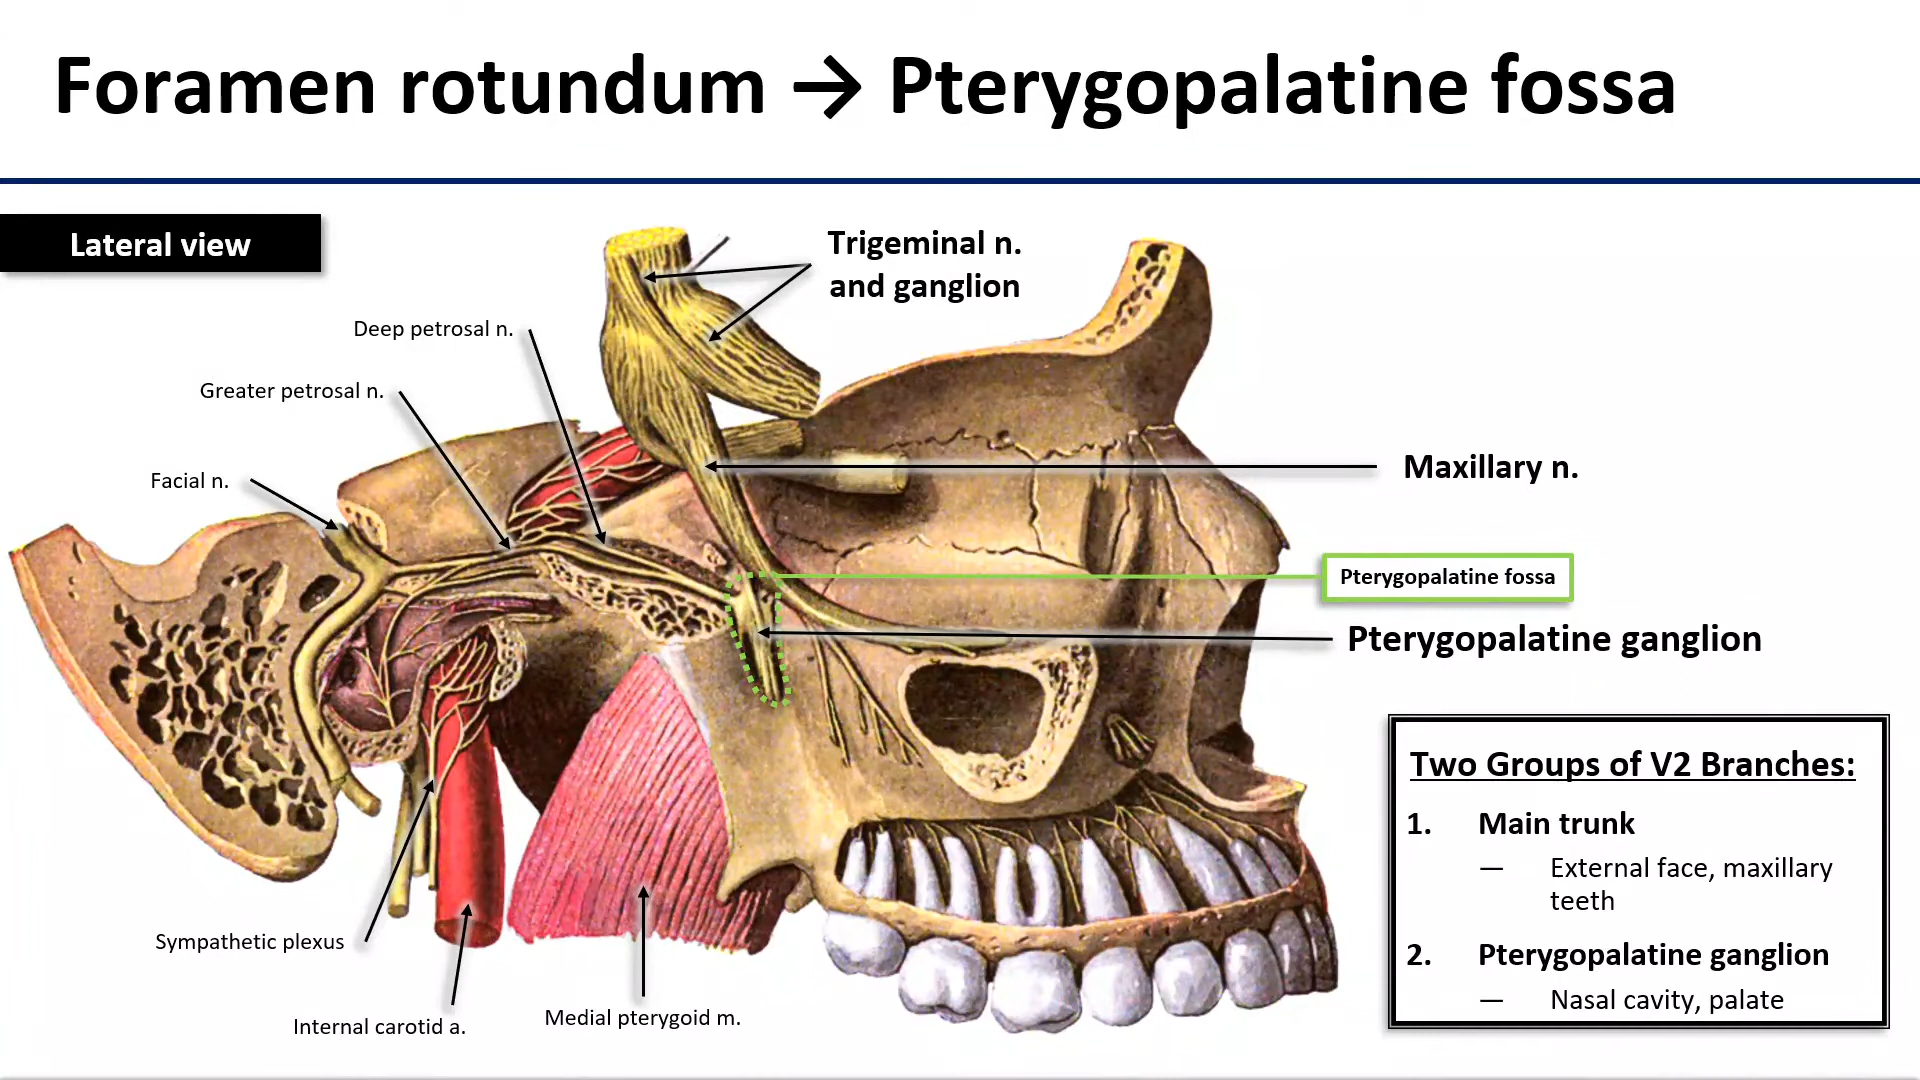 Foramen rotundum → Pterygopalatine fossa
Lateral view
Trigeminal n.
and ganglion
Deep petrosal n.
Greater petrosal n.
Facial n.
Maxillary n.
Pterygopalatine fossa
Pterygopalatine ganglion
Two Groups of V2 Branches:
1. Main trunk
— External face, maxillary
teeth
2. Pterygopalatine ganglion
— Nasal cavity, palate
Sympathetic plexus
Internal carotid a.
Medial pterygoid m.